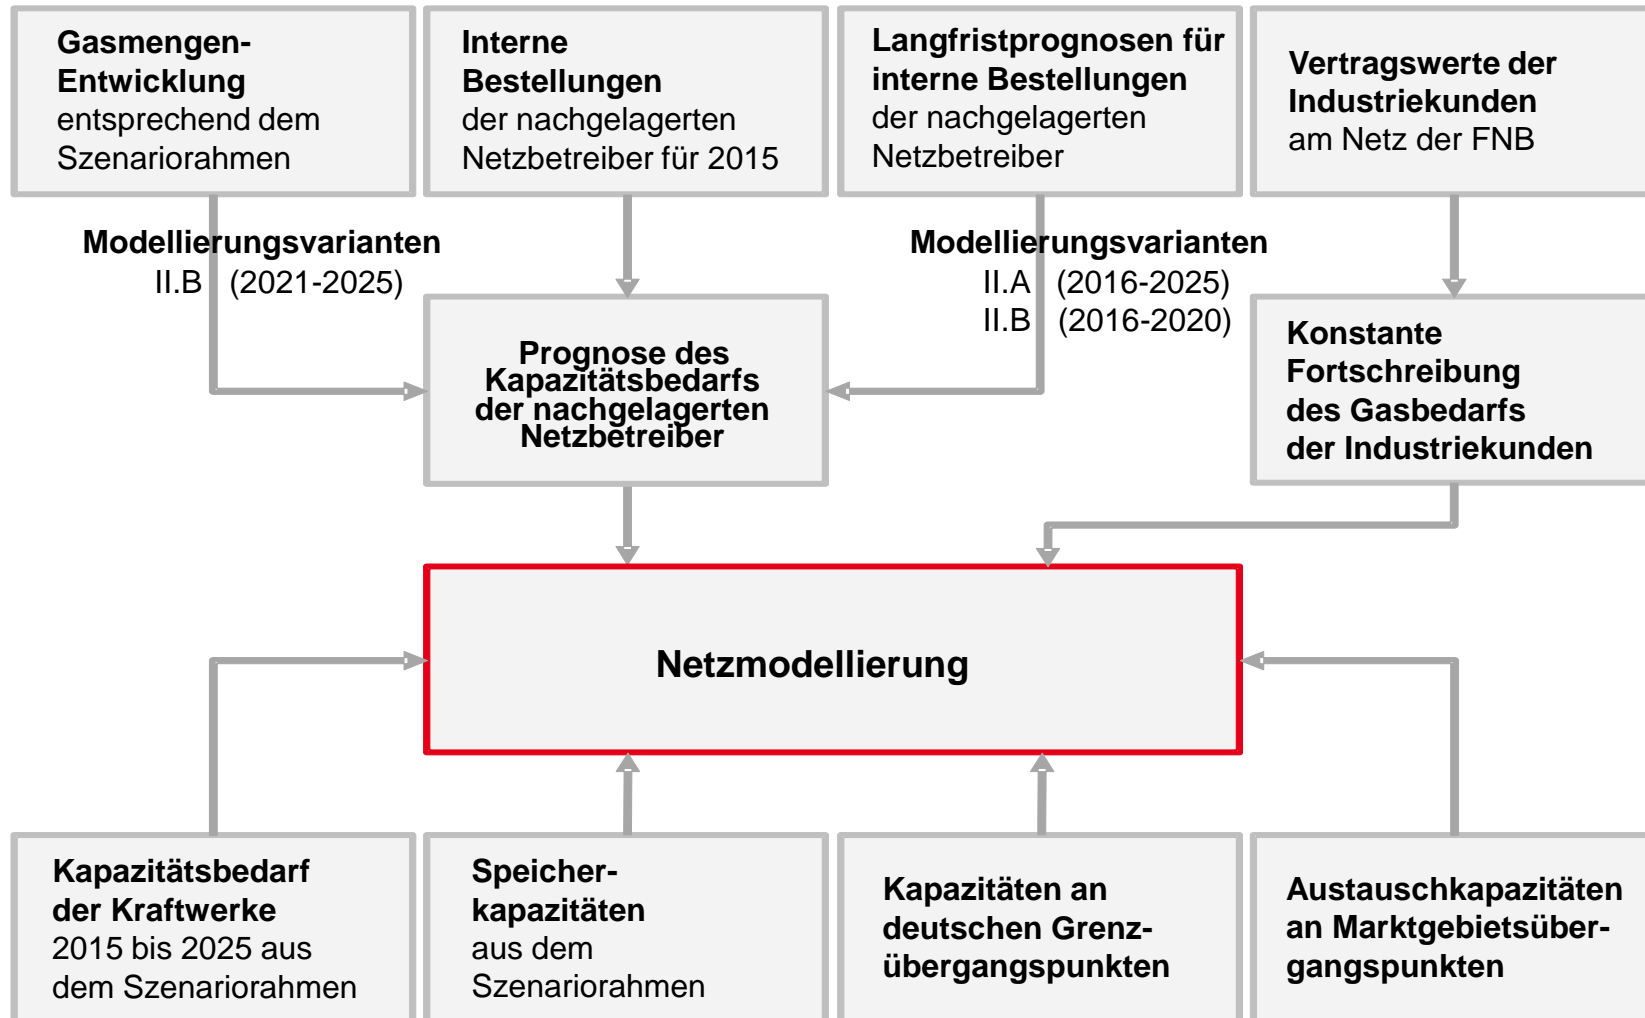 Gasmengen-
Entwicklung
entsprechend dem
Szenariorahmen
Interne
Bestellungen
der nachgelagerten
Netzbetreiber für 2015
Langfristprognosen für
interne Bestellungen
der nachgelagerten
Netzbetreiber
Vertragswerte der
Industriekunden
am Netz der FNB
Modellierungsvarianten
II.B (2021-2025)
Modellierungsvarianten
II.A (2016-2025)
II.B (2016-2020)
Prognose des
Kapazitätsbedarfs
der nachgelagerten
Netzbetreiber
Konstante
Fortschreibung
des Gasbedarfs
der Industriekunden
Netzmodellierung
Kapazitätsbedarf
der Kraftwerke
2015 bis 2025 aus
dem Szenariorahmen
Speicher-
kapazitäten
aus dem
Szenariorahmen
Kapazitäten an
deutschen Grenz-
übergangspunkten
Austauschkapazitäten
an Marktgebietsüber-
gangspunkten